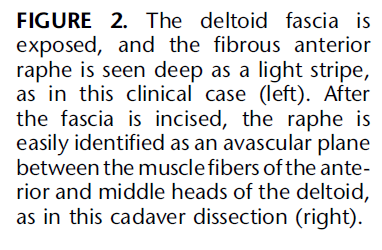 FIGURE 2. The deltoid fascia is
exposed, and the fibrous anterior
raphe is seen deep as a light stripe,
as in this clinical case (left). After
the fascia is incised, the raphe is
easily identified as an avascular plane
between the muscle fibers of the ante-
rior and middle heads of the deltoid,
as in this cadaver dissection (right).